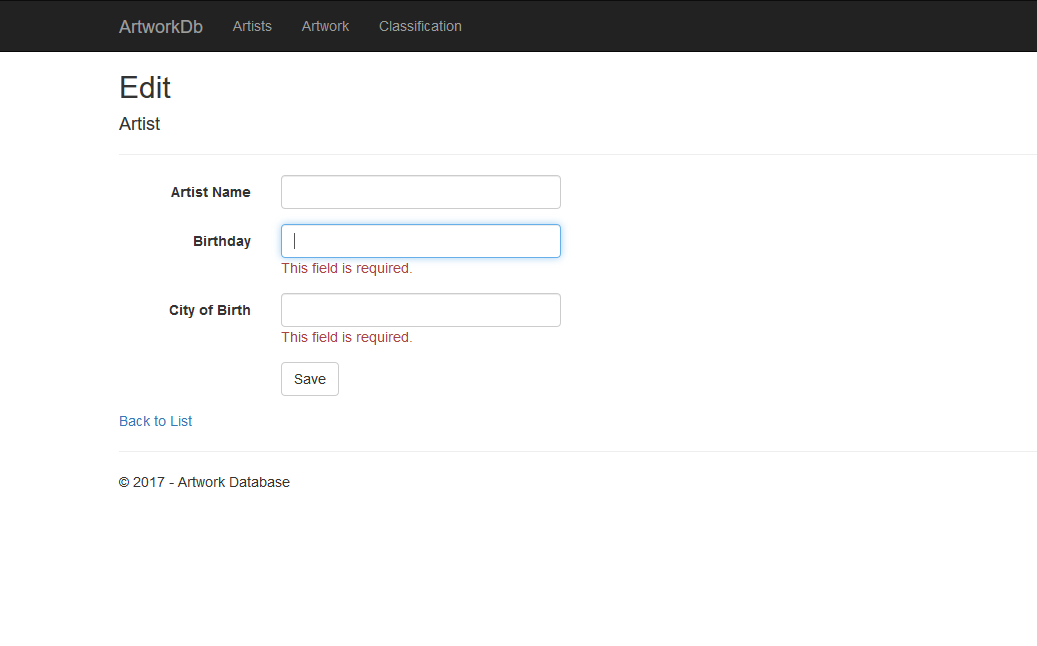 ArtworkDb Artists Artwork Classification
Edit
Artist
Artist Name
Birthday
This field is required.
City of Birth
This field is required.
Save
Back to List
© 2017 - Artwork Database